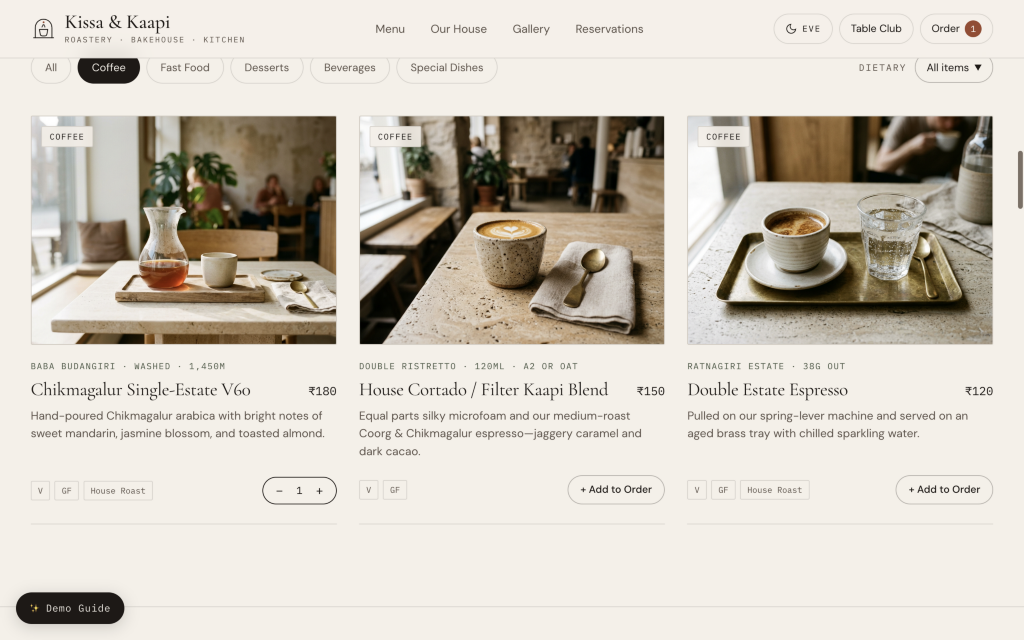 Kissa & Kaapi
ROASTERY · BAKEHOUSE · KITCHEN
Menu
Our House
Gallery
Reservations
EVE
Table Club
Order 1
All
Coffee
Fast Food
Desserts
Beverages
Special Dishes
DIETARY
All items ▼
COFFEE
COFFEE
COFFEE
BABA BUDANGIRI · WASHED · 1,450M
Chikmagalur Single-Estate V60
₹180
Hand-poured Chikmagalur arabica with bright notes of
sweet mandarin, jasmine blossom, and toasted almond.
V
GF
House Roast
− 1 +
DOUBLE RISTRETTO · 120ML · A2 OR OAT
House Cortado / Filter Kaapi Blend
₹150
Equal parts silky microfoam and our medium-roast
Coorg & Chikmagalur espresso—jaggery caramel and
dark cacao.
V
GF
+ Add to Order
RATNAGIRI ESTATE · 38G OUT
Double Estate Espresso
₹120
Pulled on our spring-lever machine and served on an
aged brass tray with chilled sparkling water.
V
GF
House Roast
+ Add to Order
✨ Demo Guide